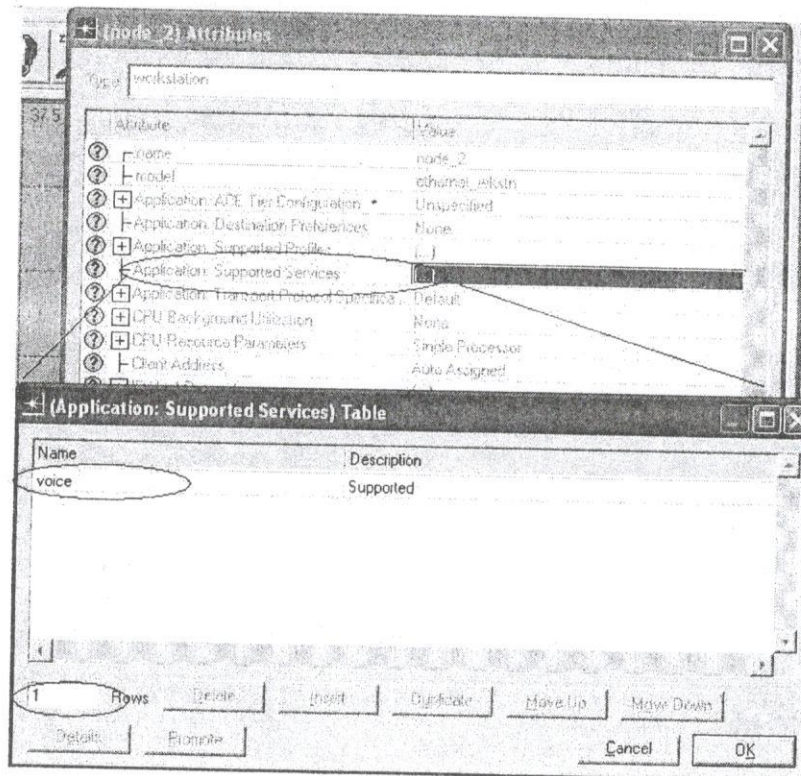 (node_2) Attributes
Type: workstation
37.5
Attribute Value
name node_2
model ethernet_wkstn
Application: ACE Tier Configuration Unspecified
Application: Destination Preferences None
Application: Supported Profiles (...)
Application: Supported Services (...)
Application: Transport Protocol Specifica... Default
CPU Background Utilization None
CPU Resource Parameters Single Processor
Client Address Auto Assigned
(Application: Supported Services) Table
Name Description
voice Supported
1 Rows Delete Insert Duplicate Move Up Move Down
Details Promote Cancel OK